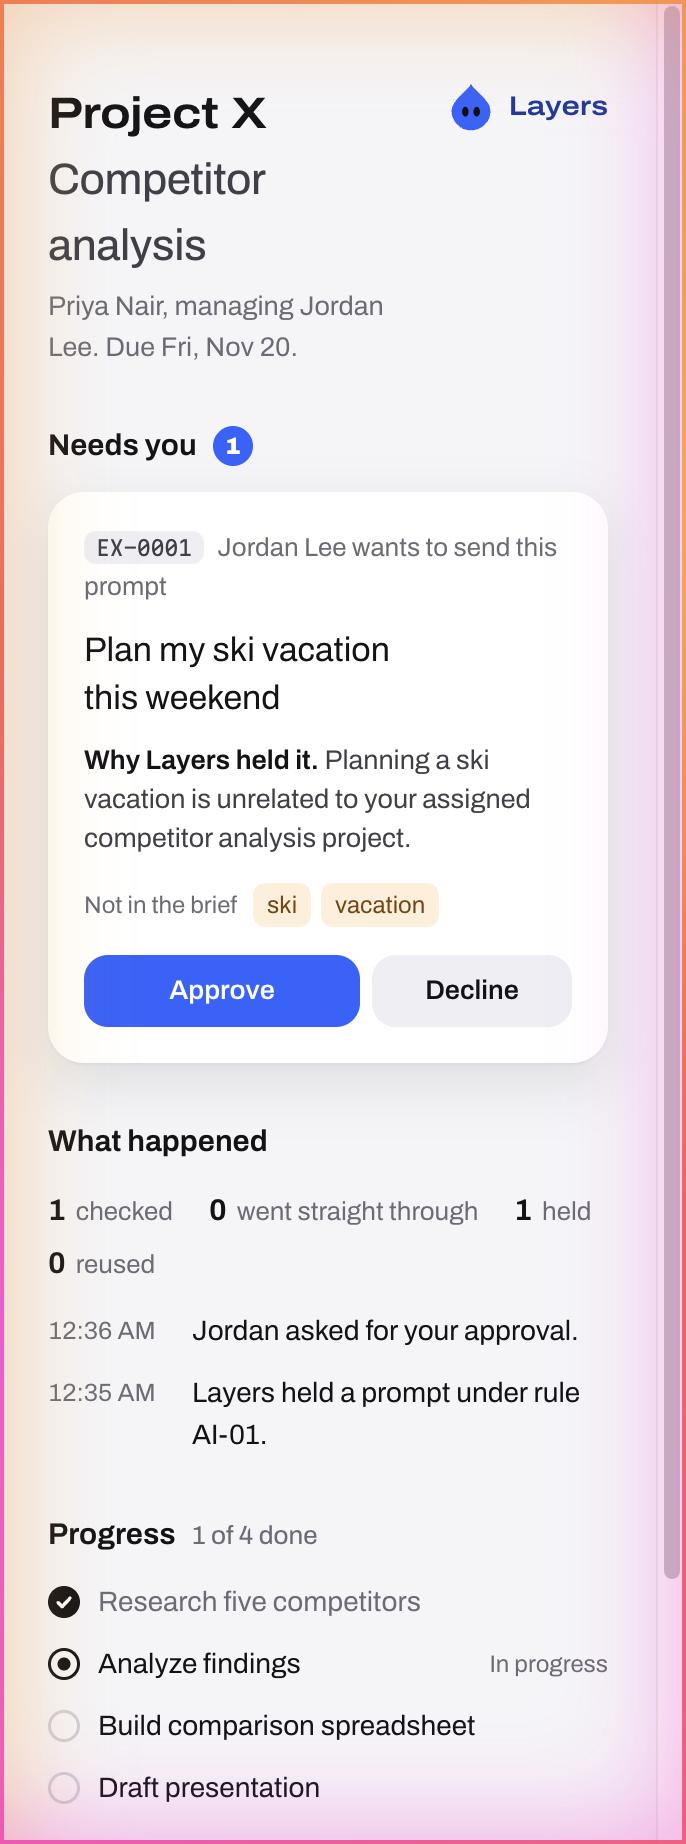 Project X
Layers
Competitor
analysis
Priya Nair, managing Jordan
Lee. Due Fri, Nov 20.
Needs you 1
EX-0001 Jordan Lee wants to send this
prompt
Plan my ski vacation
this weekend
Why Layers held it. Planning a ski
vacation is unrelated to your assigned
competitor analysis project.
Not in the brief ski vacation
Approve Decline
What happened
1 checked 0 went straight through 1 held
0 reused
12:36 AM Jordan asked for your approval.
12:35 AM Layers held a prompt under rule
AI-01.
Progress 1 of 4 done
Research five competitors
Analyze findings In progress
Build comparison spreadsheet
Draft presentation